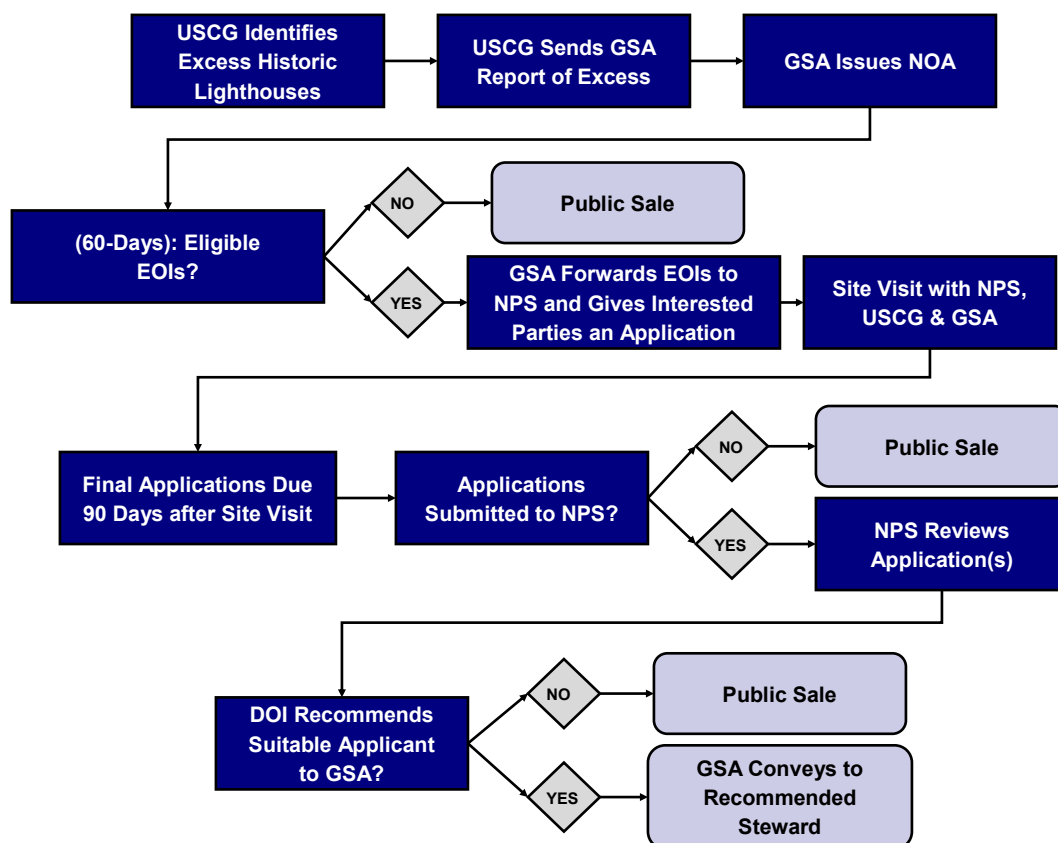 USCG Identifies
Excess Historic
Lighthouses
USCG Sends GSA
Report of Excess
GSA Issues NOA
(60-Days): Eligible
EOIs?
NO
Public Sale
YES
GSA Forwards EOIs to
NPS and Gives Interested
Parties an Application
Site Visit with NPS,
USCG & GSA
Final Applications Due
90 Days after Site Visit
Applications
Submitted to NPS?
NO
Public Sale
YES
NPS Reviews
Application(s)
DOI Recommends
Suitable Applicant
to GSA?
NO
Public Sale
YES
GSA Conveys to
Recommended
Steward